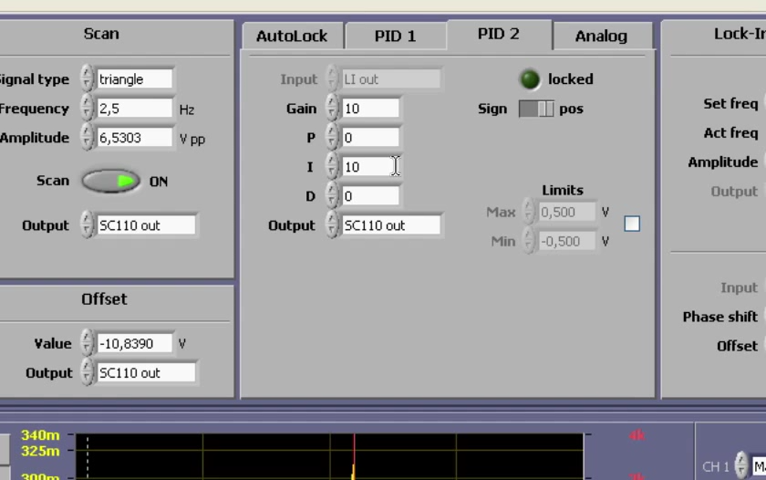 Scan
Signal type triangle
Frequency 2,5 Hz
Amplitude 6,5303 V pp
Scan ON
Output SC110 out
Offset
Value -10,8390 V
Output SC110 out
AutoLock PID 1 PID 2 Analog
Input LI out
Gain 10
P 0
I 10
D 0
Output SC110 out
locked
Sign pos
Limits
Max 0,500 V
Min -0,500 V
Lock-In
Set freq
Act freq
Amplitude
Output
Input
Phase shift
Offset
340m
325m
300m
CH 1